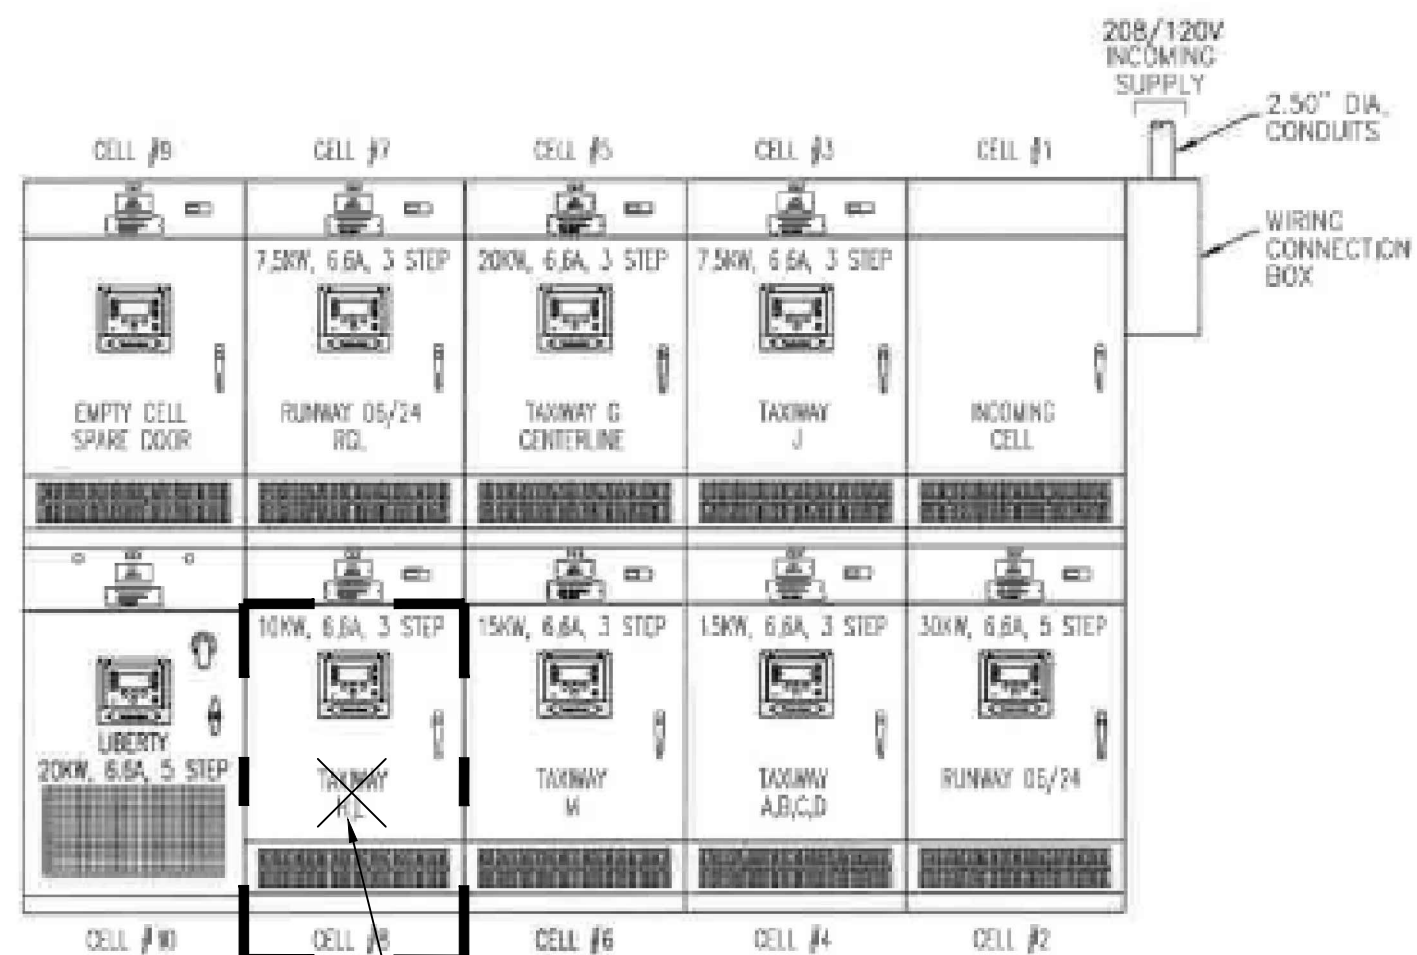 208/120V
INCOMING
SUPPLY
2.50" DIA.
CONDUITS
CELL #9
CELL #7
CELL #5
CELL #3
CELL #1
WIRING
CONNECTION
BOX
7.5KW, 6.6A, 3 STEP
20KW, 6.6A, 3 STEP
7.5KW, 6.6A, 3 STEP
EMPTY CELL
SPARE DOOR
RUNWAY 06/24
RGL
TAXIWAY G
CENTERLINE
TAXIWAY
J
INCOMING
CELL
10KW, 6.6A, 3 STEP
15KW, 6.6A, 3 STEP
15KW, 6.6A, 3 STEP
30KW, 6.6A, 5 STEP
LIBERTY
20KW, 6.6A, 5 STEP
TAXIWAY
TAXIWAY
M
TAXIWAY
A,B,C,D
RUNWAY 06/24
CELL #10
CELL #8
CELL #6
CELL #4
CELL #2